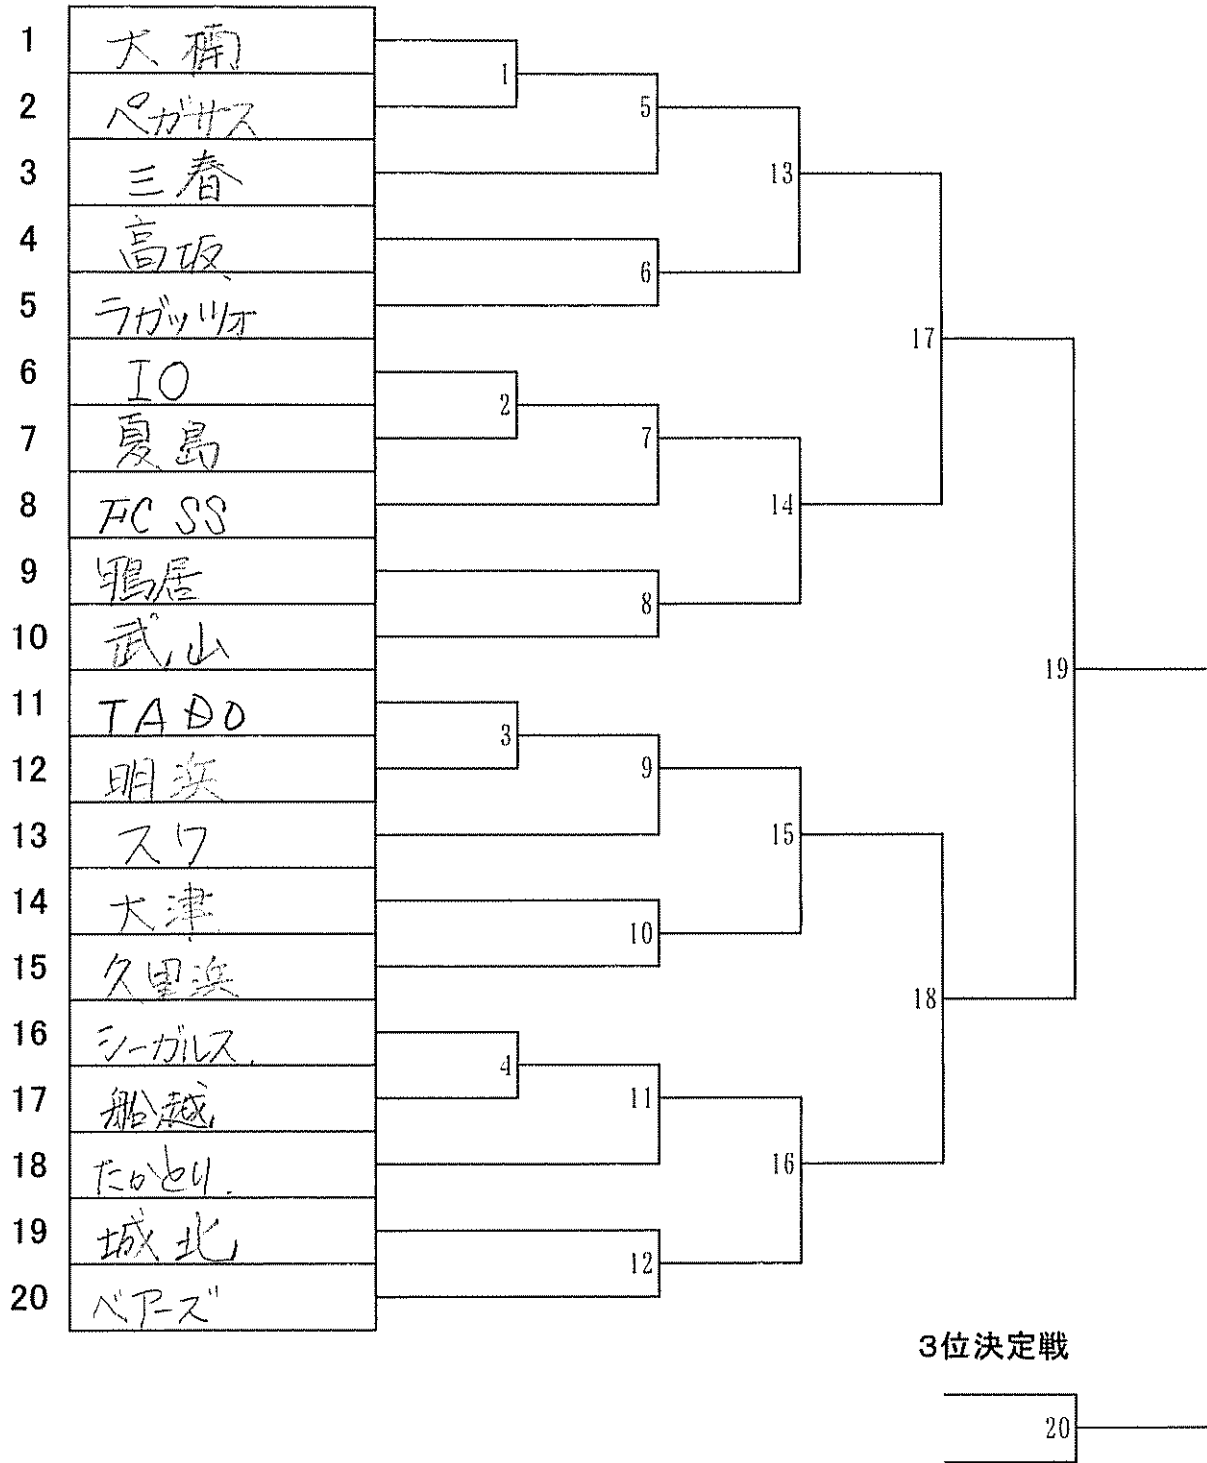 1 大楠
2 ペガサス
3 三春
4 高坂
5 ラガッツォ
6 IO
7 夏島
8 FC SS
9 鴨居
10 武山
11 TADO
12 明浜
13 スワ
14 大津
15 久里浜
16 シーガルス
17 船越
18 たかとり
19 城北
20 ベアーズ
1
5
13
6
17
2
7
14
8
19
3
9
15
10
18
4
11
16
12
3位決定戦
20